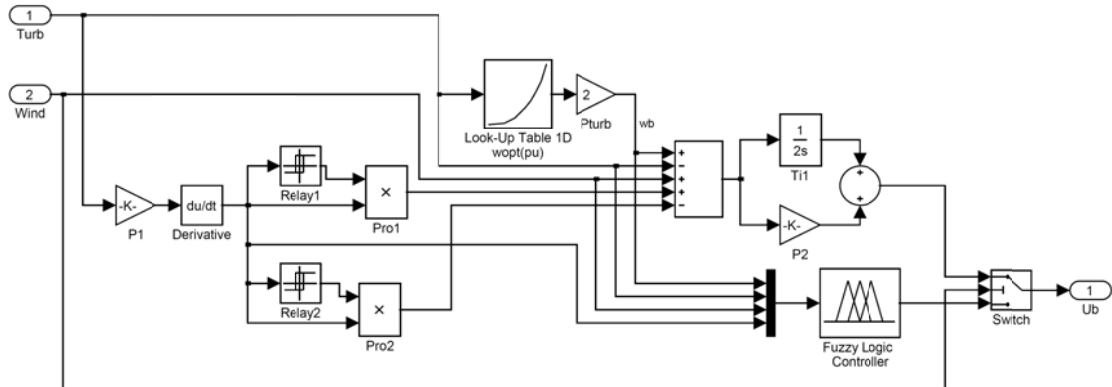 1
Turb
2
Wind
2
Pturb
wb
Look-Up Table 1D
wopt(pu)
+
−
+
+
−
1
2s
Ti1
+
+
-K-
P1
du/dt
Derivative
Relay1
×
Pro1
-K-
P2
Relay2
×
Pro2
Fuzzy Logic
Controller
Switch
1
Ub